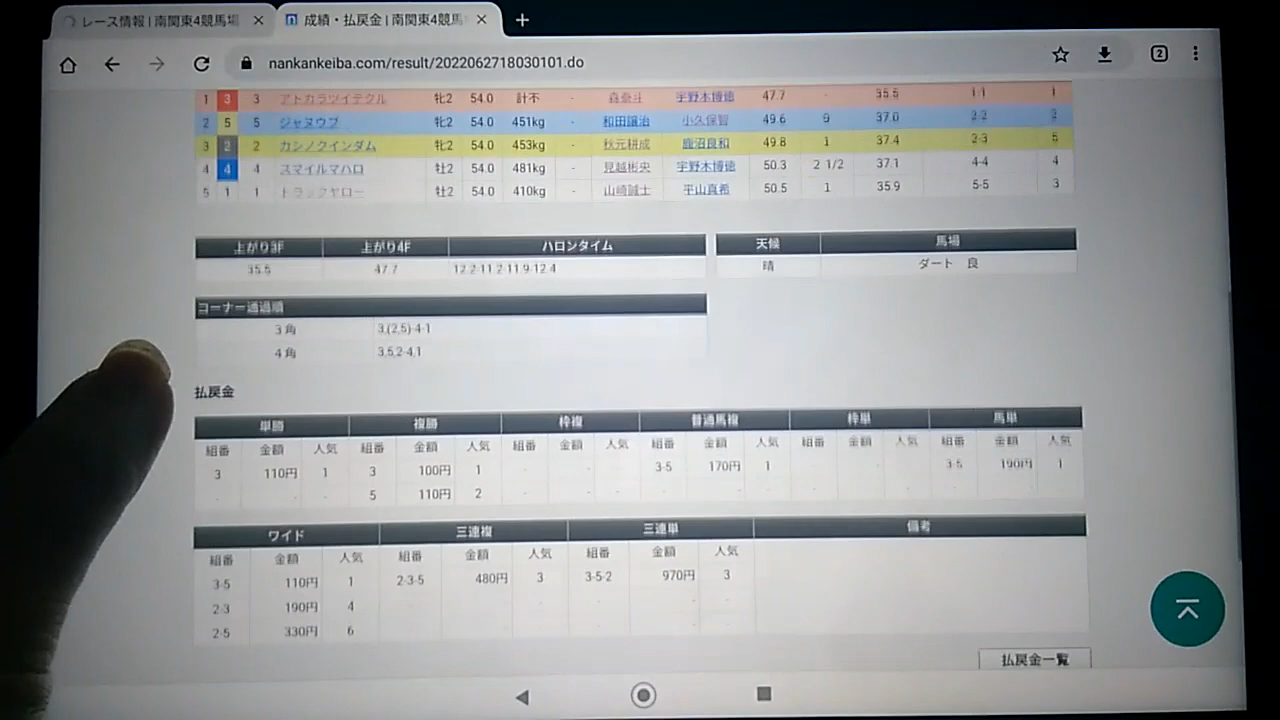 レース情報 | 南関東4競馬場
成績・払戻金 | 南関東4競馬
nankankeiba.com/result/2022062718030101.do
1 3 3 アトカラツイテクル 牝2 54.0 計不 - 森泰斗 宇野木博徳 47.7 - 35.5 1-1 1
2 5 5 ジャヌウブ 牝2 54.0 451kg - 和田譲治 小久保智 49.6 9 37.0 2-2 2
3 2 2 カシノクインダム 牝2 54.0 453kg - 秋元耕成 鹿沼良和 49.8 1 37.4 2-3 5
4 4 4 スマイルマハロ 牡2 54.0 481kg - 見越彬央 宇野木博徳 50.3 2 1/2 37.1 4-4 4
5 1 1 トラックヤロー 牡2 54.0 410kg - 山崎誠士 平山真希 50.5 1 35.9 5-5 3
上がり3F 上がり4F ハロンタイム 天候 馬場
35.5 47.7 12.2-11.2-11.9-12.4 晴 ダート 良
コーナー通過順
3角 3,(2,5)-4-1
4角 3,5,2-4,1
払戻金
単勝 複勝 枠複 普通馬複 枠単 馬単
組番 金額 人気 組番 金額 人気 組番 金額 人気 組番 金額 人気 組番 金額 人気 組番 金額 人気
3 110円 1 3 100円 1 - - - 3-5 170円 1 - - - 3-5 190円 1
- - - 5 110円 2 - - - - - - - - - - - -
ワイド 三連複 三連単 備考
組番 金額 人気 組番 金額 人気 組番 金額 人気
3-5 110円 1 2-3-5 480円 3 3-5-2 970円 3
2-3 190円 4 - - - - - -
2-5 330円 6 - - - - - -
払戻金一覧